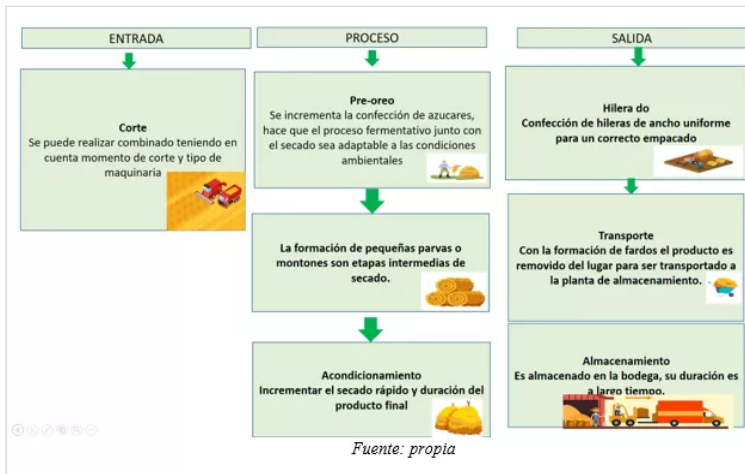 ENTRADA
Corte
Se puede realizar combinado teniendo en
cuenta momento de corte y tipo de
maquinaria
PROCESO
Pre-oreo
Se incrementa la confección de azucares,
hace que el proceso fermentativo junto con
el secado sea adaptable a las condiciones
ambientales
La formación de pequeñas parvas o
montones son etapas intermedias de
secado.
Acondicionamiento
Incrementar el secado rápido y duración del
producto final
SALIDA
Hilera do
Confección de hileras de ancho uniforme
para un correcto empacado
Transporte
Con la formación de fardos el producto es
removido del lugar para ser transportado a
la planta de almacenamiento.
Almacenamiento
Es almacenado en la bodega, su duración es
a largo tiempo.
Fuente: propia